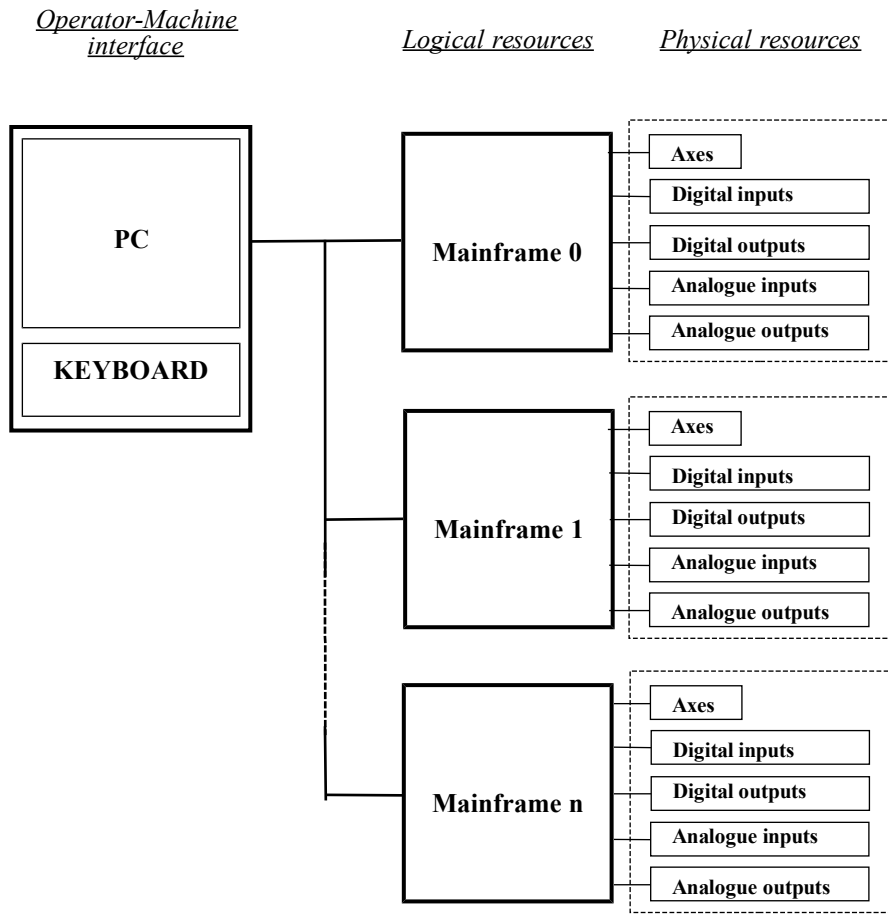 Operator-Machine
interface
Logical resources
Physical resources
PC
KEYBOARD
Mainframe 0
Axes
Digital inputs
Digital outputs
Analogue inputs
Analogue outputs
Mainframe 1
Axes
Digital inputs
Digital outputs
Analogue inputs
Analogue outputs
Mainframe n
Axes
Digital inputs
Digital outputs
Analogue inputs
Analogue outputs